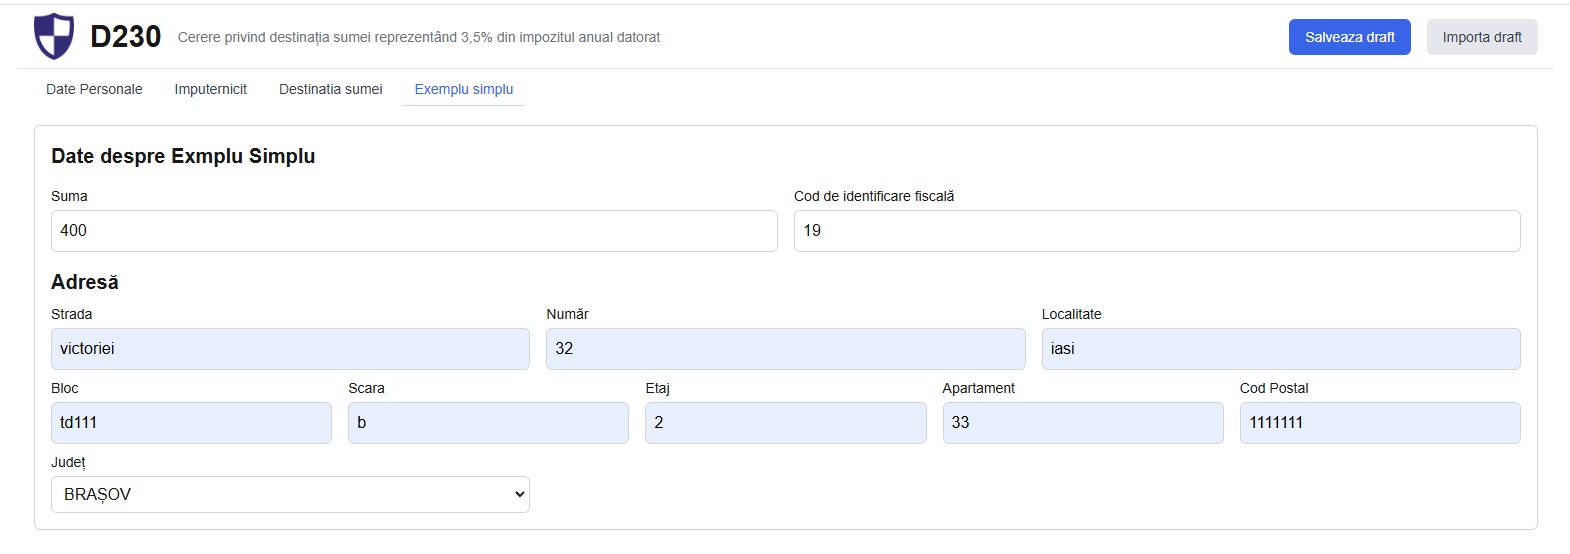 D230 Cerere privind destinația sumei reprezentând 3,5% din impozitul anual datorat Salveaza draft Importa draft
Date Personale Imputernicit Destinatia sumei Exemplu simplu
Date despre Exmplu Simplu
Suma Cod de identificare fiscală
400 19
Adresă
Strada Număr Localitate
victoriei 32 iasi
Bloc Scara Etaj Apartament Cod Postal
td111 b 2 33 1111111
Județ
BRAȘOV